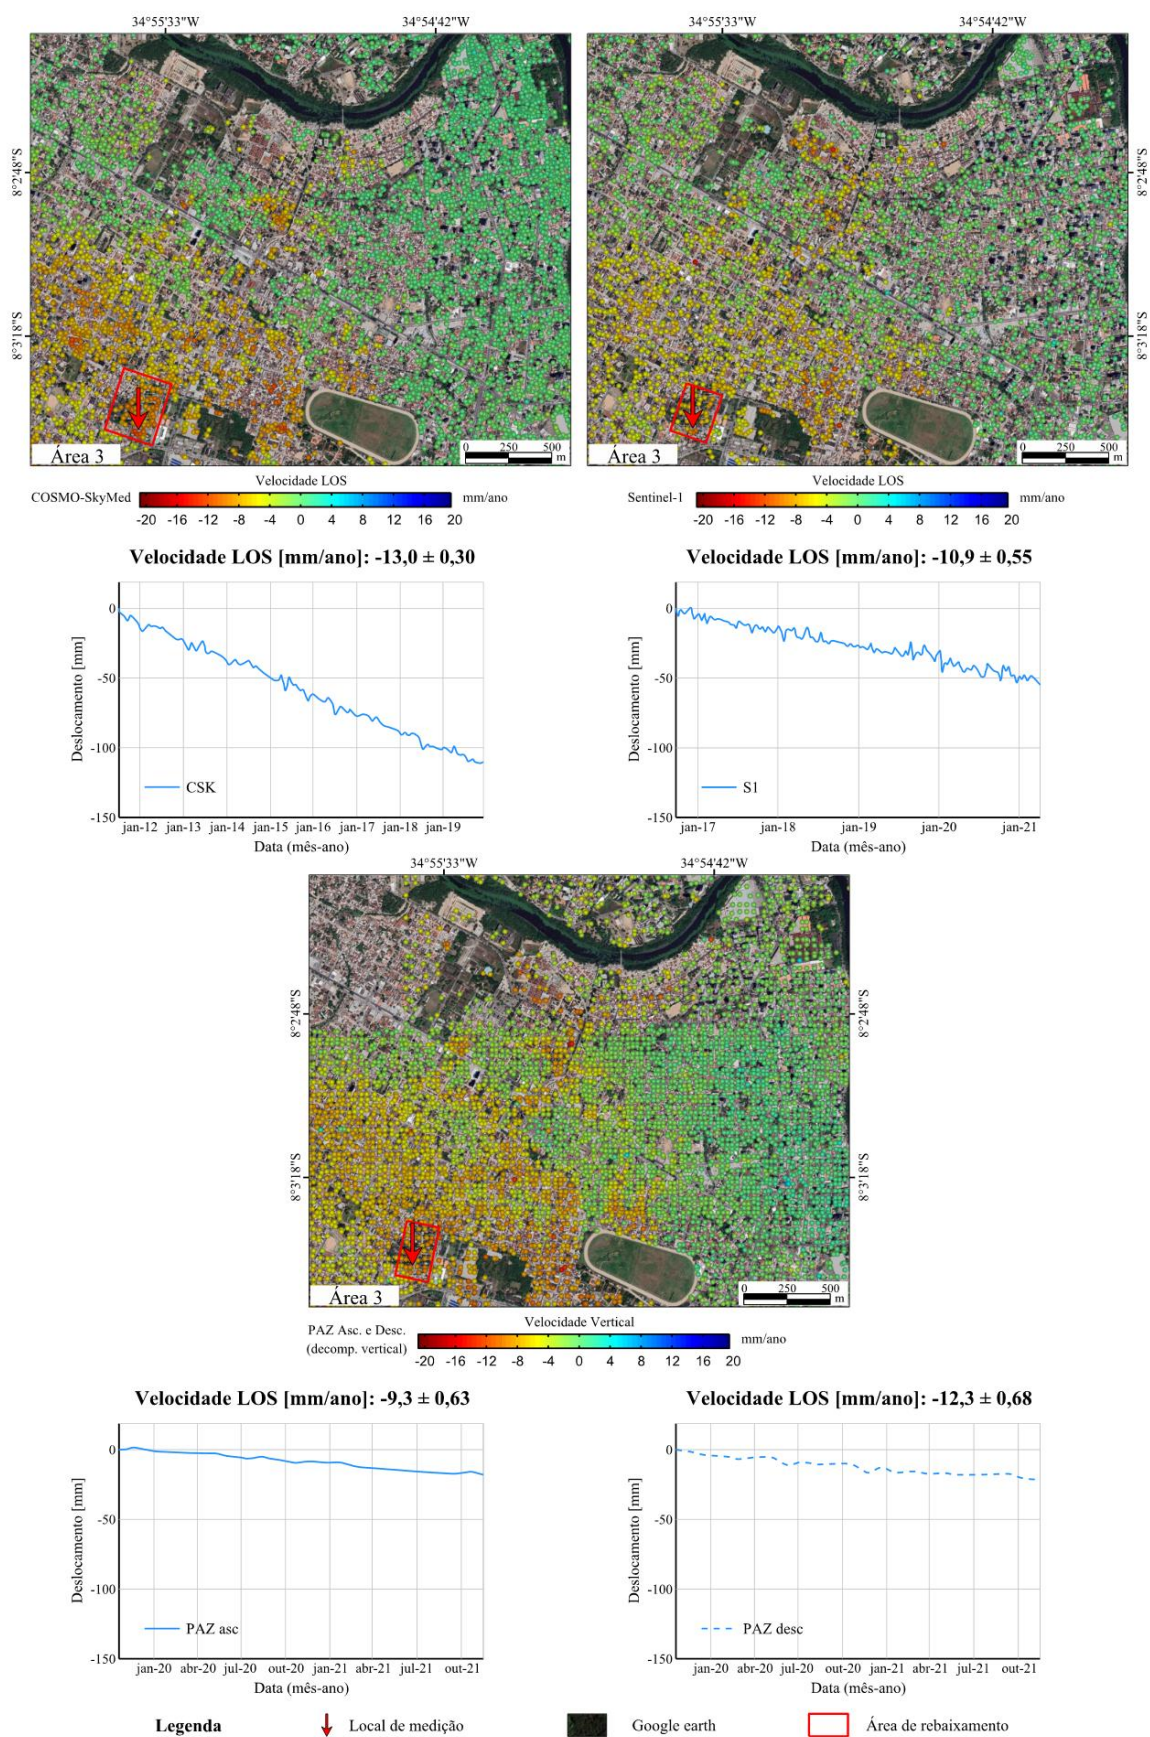 34°55'33"W 34°54'42"W 34°55'33"W 34°54'42"W
8°2'48"S 8°2'48"S
8°3'18"S 8°3'18"S
Área 3 0 250 500 m
Área 3 0 250 500 m
Velocidade LOS
COSMO-SkyMed mm/ano
-20 -16 -12 -8 -4 0 4 8 12 16 20
Velocidade LOS
Sentinel-1 mm/ano
-20 -16 -12 -8 -4 0 4 8 12 16 20
Velocidade LOS [mm/ano]: -13,0 ± 0,30
Deslocamento [mm]
0
-50
-100
-150
CSK
jan-12 jan-13 jan-14 jan-15 jan-16 jan-17 jan-18 jan-19
Data (mês-ano)
Velocidade LOS [mm/ano]: -10,9 ± 0,55
Deslocamento [mm]
0
-50
-100
-150
S1
jan-17 jan-18 jan-19 jan-20 jan-21
Data (mês-ano)
34°55'33"W 34°54'42"W
8°2'48"S 8°2'48"S
8°3'18"S 8°3'18"S
Área 3 0 250 500 m
Velocidade Vertical
PAZ Asc. e Desc. mm/ano
(decomp. vertical)
-20 -16 -12 -8 -4 0 4 8 12 16 20
Velocidade LOS [mm/ano]: -9,3 ± 0,63
Deslocamento [mm]
0
-50
-100
-150
PAZ asc
jan-20 abr-20 jul-20 out-20 jan-21 abr-21 jul-21 out-21
Data (mês-ano)
Velocidade LOS [mm/ano]: -12,3 ± 0,68
Deslocamento [mm]
0
-50
-100
-150
PAZ desc
jan-20 abr-20 jul-20 out-20 jan-21 abr-21 jul-21 out-21
Data (mês-ano)
Legenda Local de medição Google earth Área de rebaixamento